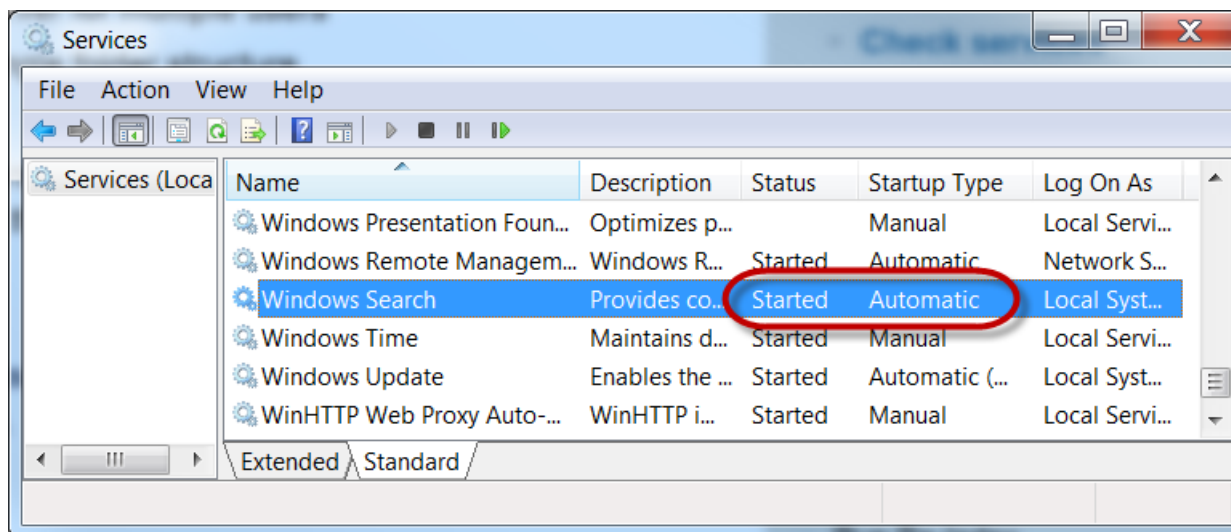 Services
File Action View Help
Services (Loca
Name Description Status Startup Type Log On As
Windows Presentation Foun... Optimizes p... Manual Local Servi...
Windows Remote Managem... Windows R... Started Automatic Network S...
Windows Search Provides co... Started Automatic Local Syst...
Windows Time Maintains d... Started Manual Local Servi...
Windows Update Enables the ... Started Automatic (... Local Syst...
WinHTTP Web Proxy Auto-... WinHTTP i... Started Manual Local Servi...
Extended Standard